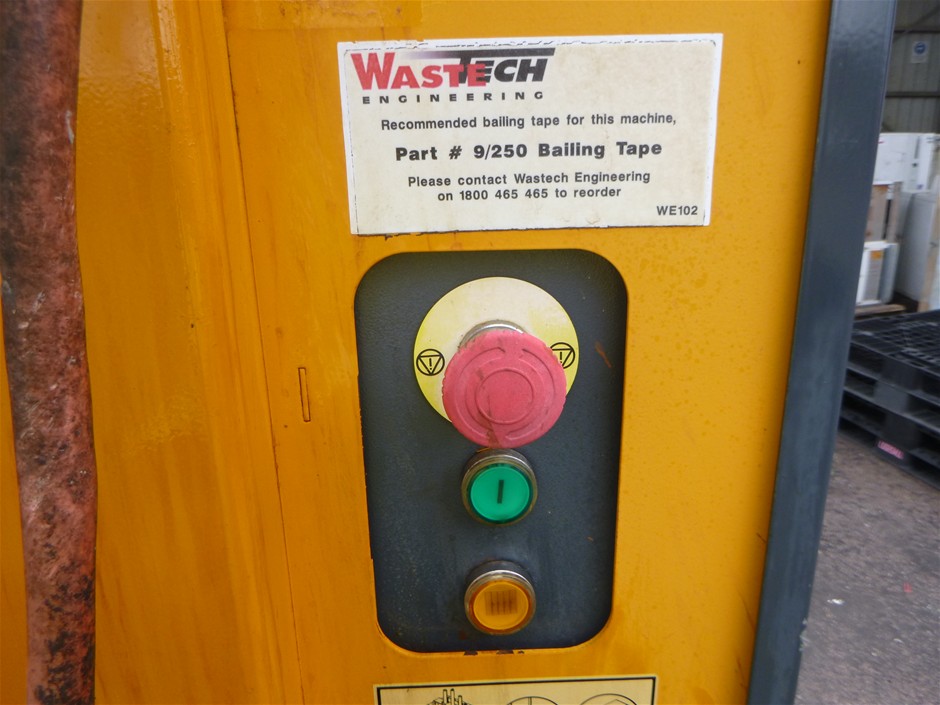 WASTETECH
ENGINEERING
Recommended bailing tape for this machine,
Part # 9/250 Bailing Tape
Please contact Wastech Engineering
on 1800 465 465 to reorder
WE102
I